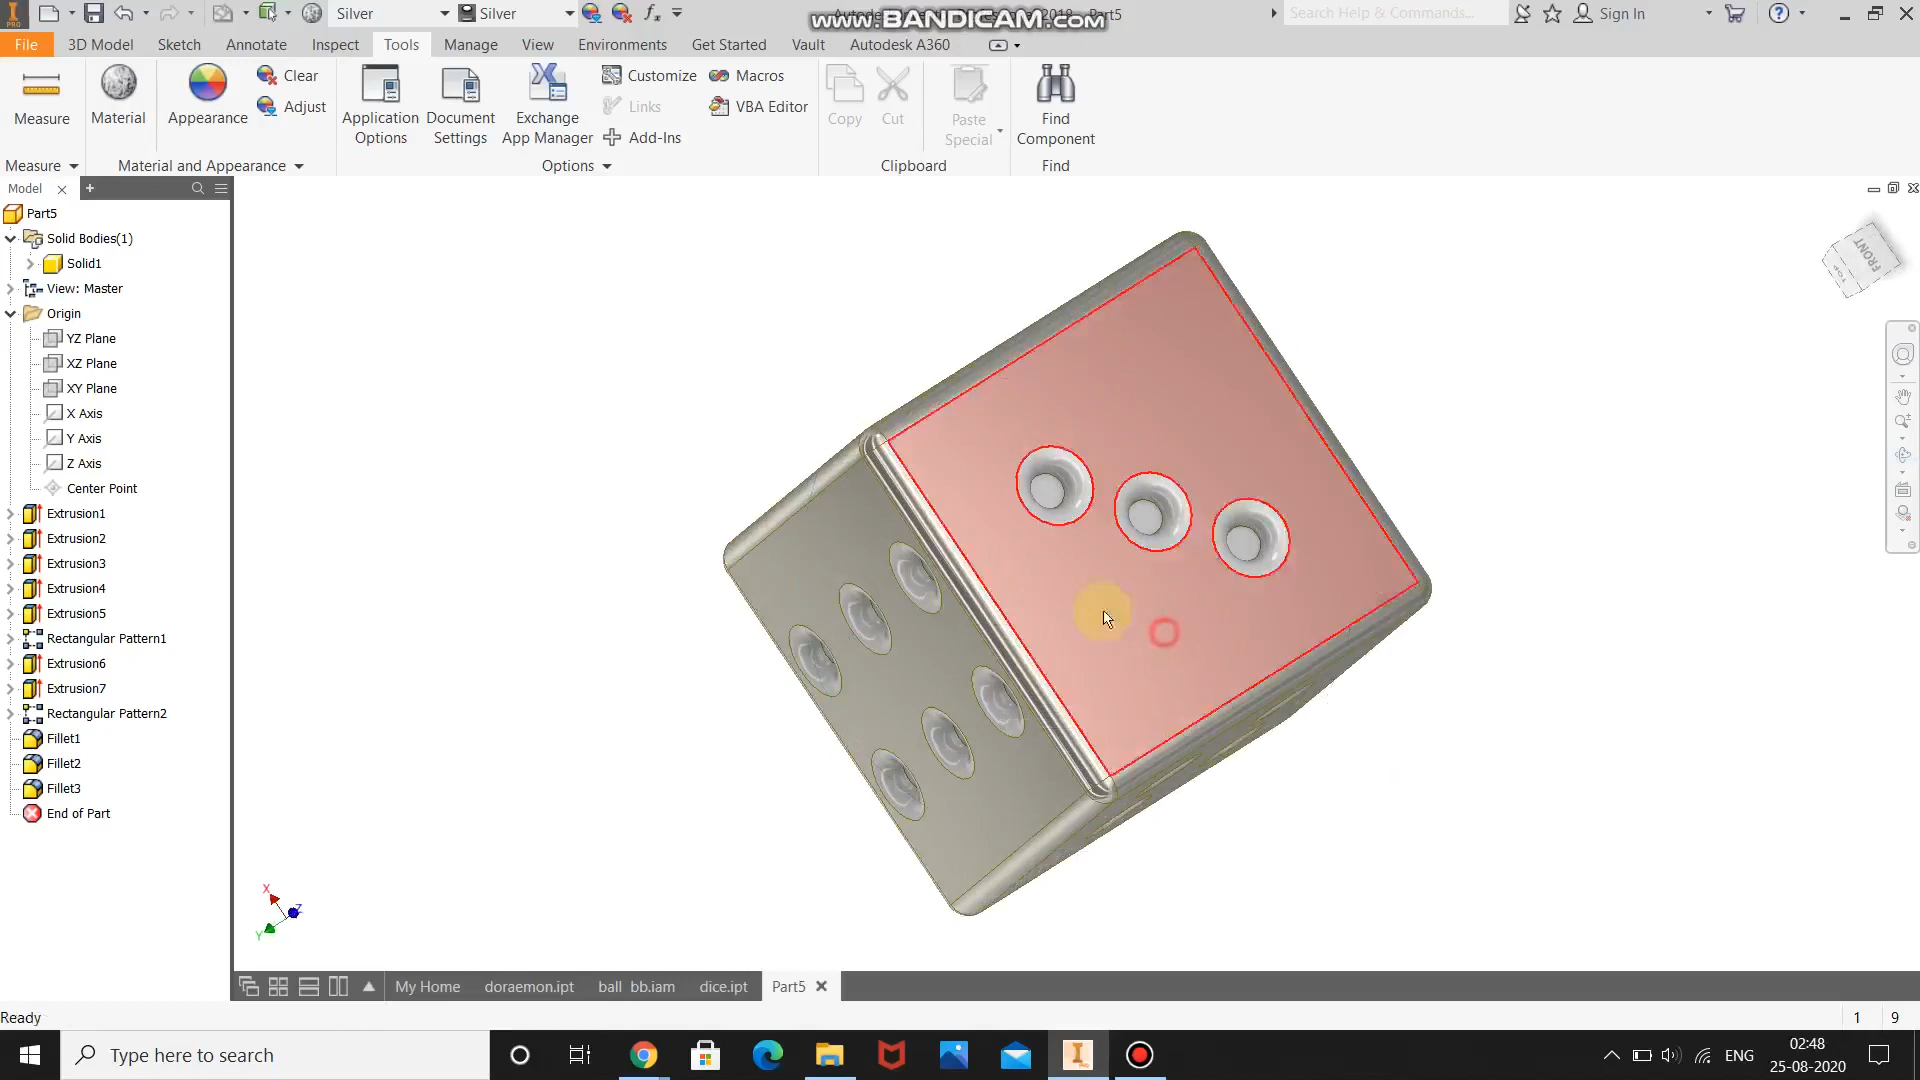 PRO
Silver
Silver
fx
Autodesk
2018
Part5
www.BANDICAM.com
Search Help & Commands...
Sign In
File
3D Model
Sketch
Annotate
Inspect
Tools
Manage
View
Environments
Get Started
Vault
Autodesk A360
Measure
Material
Appearance
Clear
Adjust
Application Options
Document Settings
Exchange App Manager
Customize
Links
Add-Ins
Macros
VBA Editor
Copy
Cut
Paste Special
Find Component
Measure
Material and Appearance
Options
Clipboard
Find
Model
Part5
Solid Bodies(1)
Solid1
View: Master
Origin
YZ Plane
XZ Plane
XY Plane
X Axis
Y Axis
Z Axis
Center Point
Extrusion1
Extrusion2
Extrusion3
Extrusion4
Extrusion5
Rectangular Pattern1
Extrusion6
Extrusion7
Rectangular Pattern2
Fillet1
Fillet2
Fillet3
End of Part
FRONT
TOP
X
Z
Y
My Home
doraemon.ipt
ball bb.iam
dice.ipt
Part5
Ready
1
9
Type here to search
ENG
02:48
25-08-2020